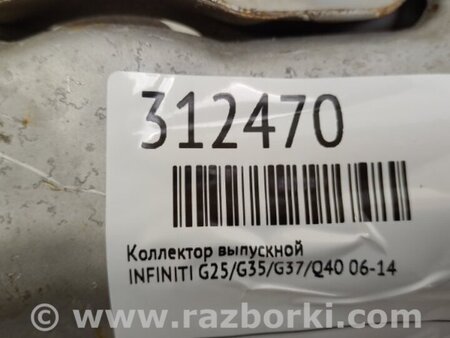 312470
Коллектор выпускной
INFINITI G25/G35/G37/Q40 06-14
© www.razborki.com